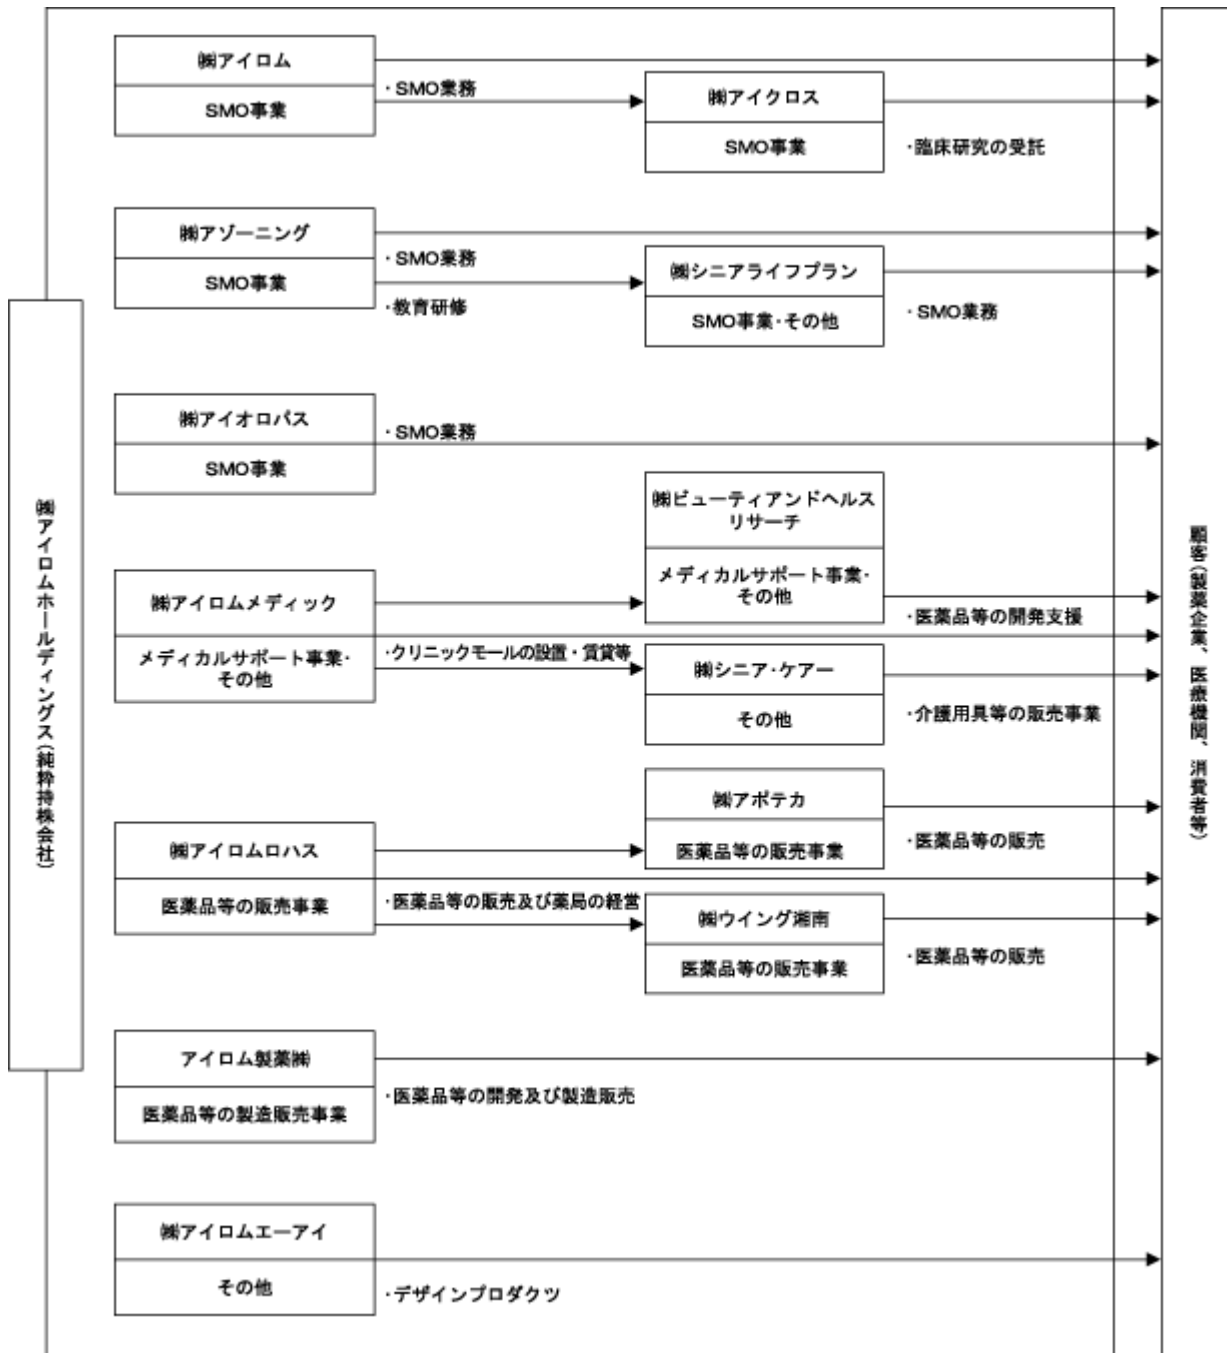 ㈱アイロム
SMO事業
・SMO業務
㈱アイクロス
SMO事業
・臨床研究の受託
㈱アゾーニング
SMO事業
・SMO業務
・教育研修
㈱シニアライフプラン
SMO事業・その他
・SMO業務
㈱アイロムホールディングス(純粋持株会社)
㈱アイオロパス
SMO事業
・SMO業務
㈱ビューティアンドヘルス
リサーチ
メディカルサポート事業・
その他
・医薬品等の開発支援
㈱アイロムメディック
メディカルサポート事業・
その他
・クリニックモールの設置・賃貸等
㈱シニア・ケアー
その他
・介護用具等の販売事業
顧客(製薬企業、医療機関、消費者等)
㈱アポテカ
医薬品等の販売事業
・医薬品等の販売
㈱アイロムロハス
医薬品等の販売事業
・医薬品等の販売及び薬局の経営
㈱ウイング湘南
医薬品等の販売事業
・医薬品等の販売
アイロム製薬㈱
医薬品等の製造販売事業
・医薬品等の開発及び製造販売
㈱アイロムエーアイ
その他
・デザインプロダクツ